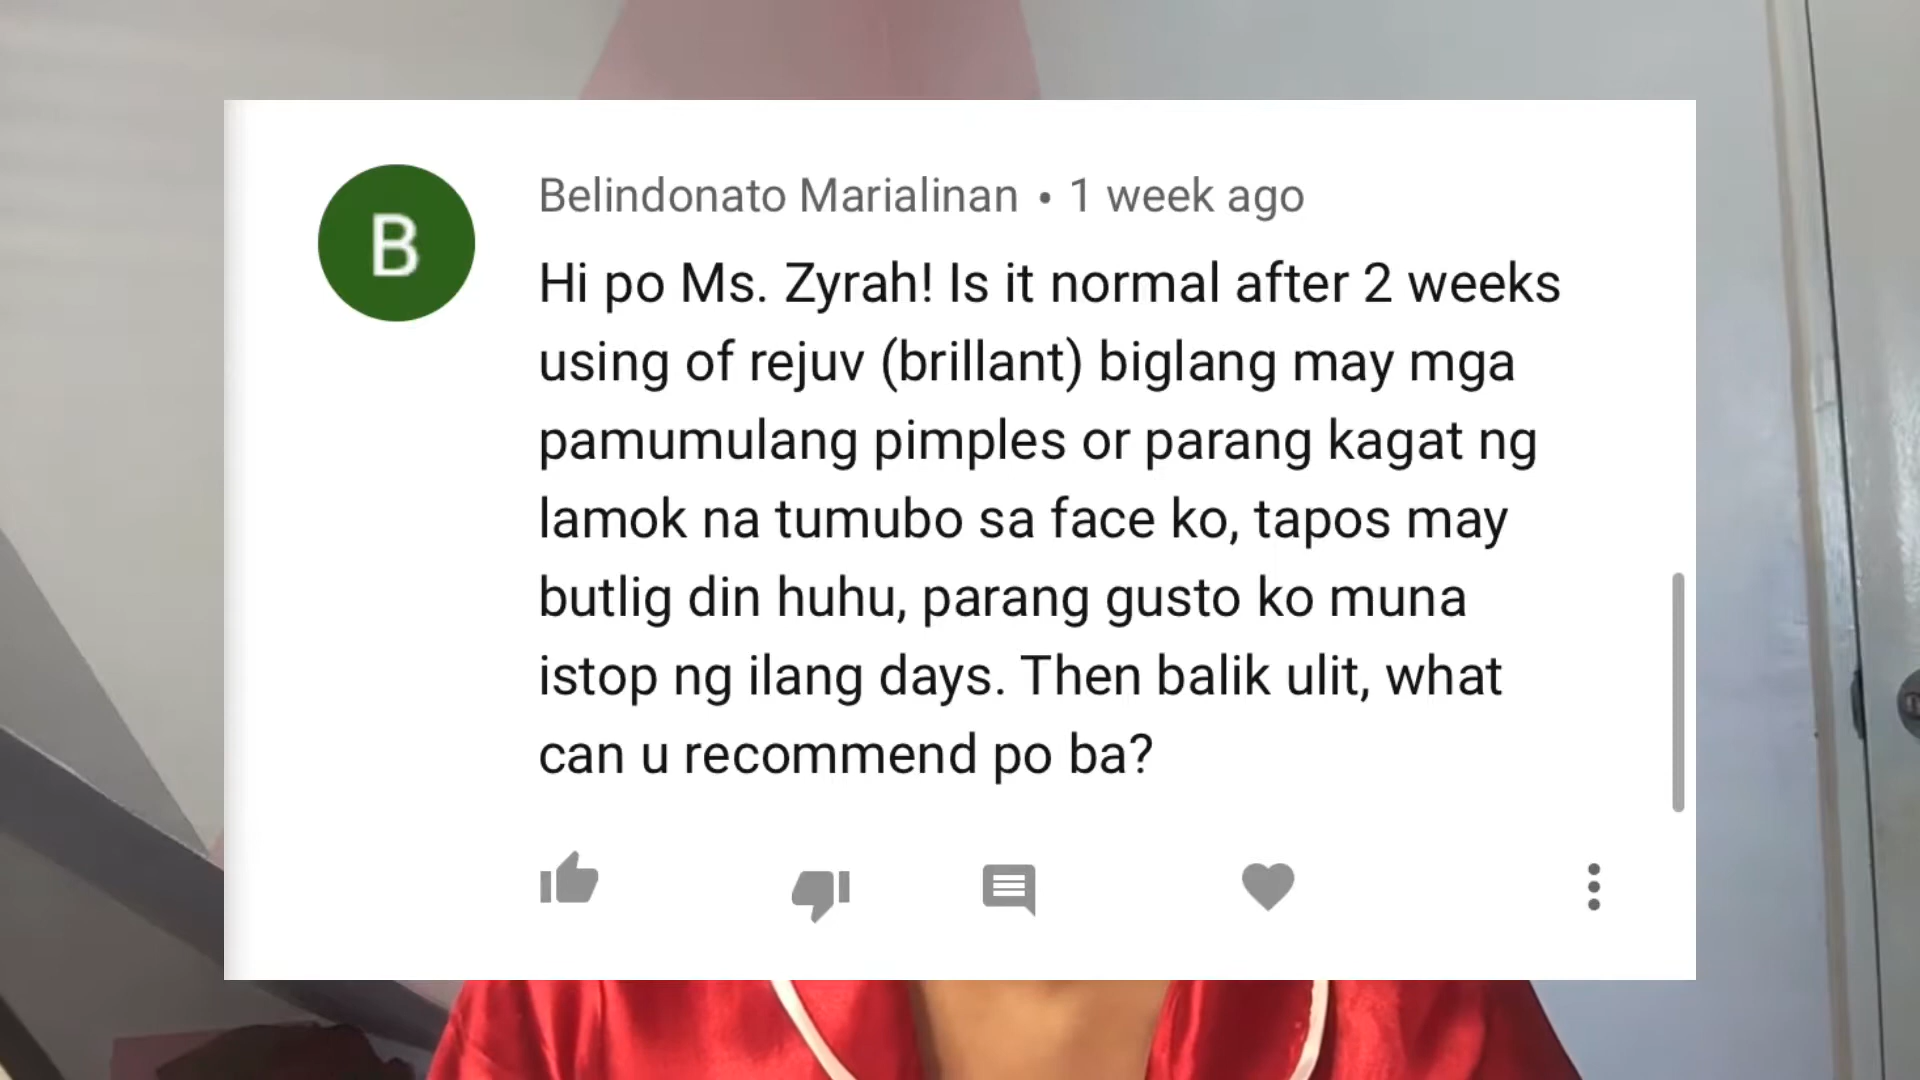 B
Belindonato Marialinan • 1 week ago
Hi po Ms. Zyrah! Is it normal after 2 weeks
using of rejuv (brillant) biglang may mga
pamumulang pimples or parang kagat ng
lamok na tumubo sa face ko, tapos may
butlig din huhu, parang gusto ko muna
istop ng ilang days. Then balik ulit, what
can u recommend po ba?